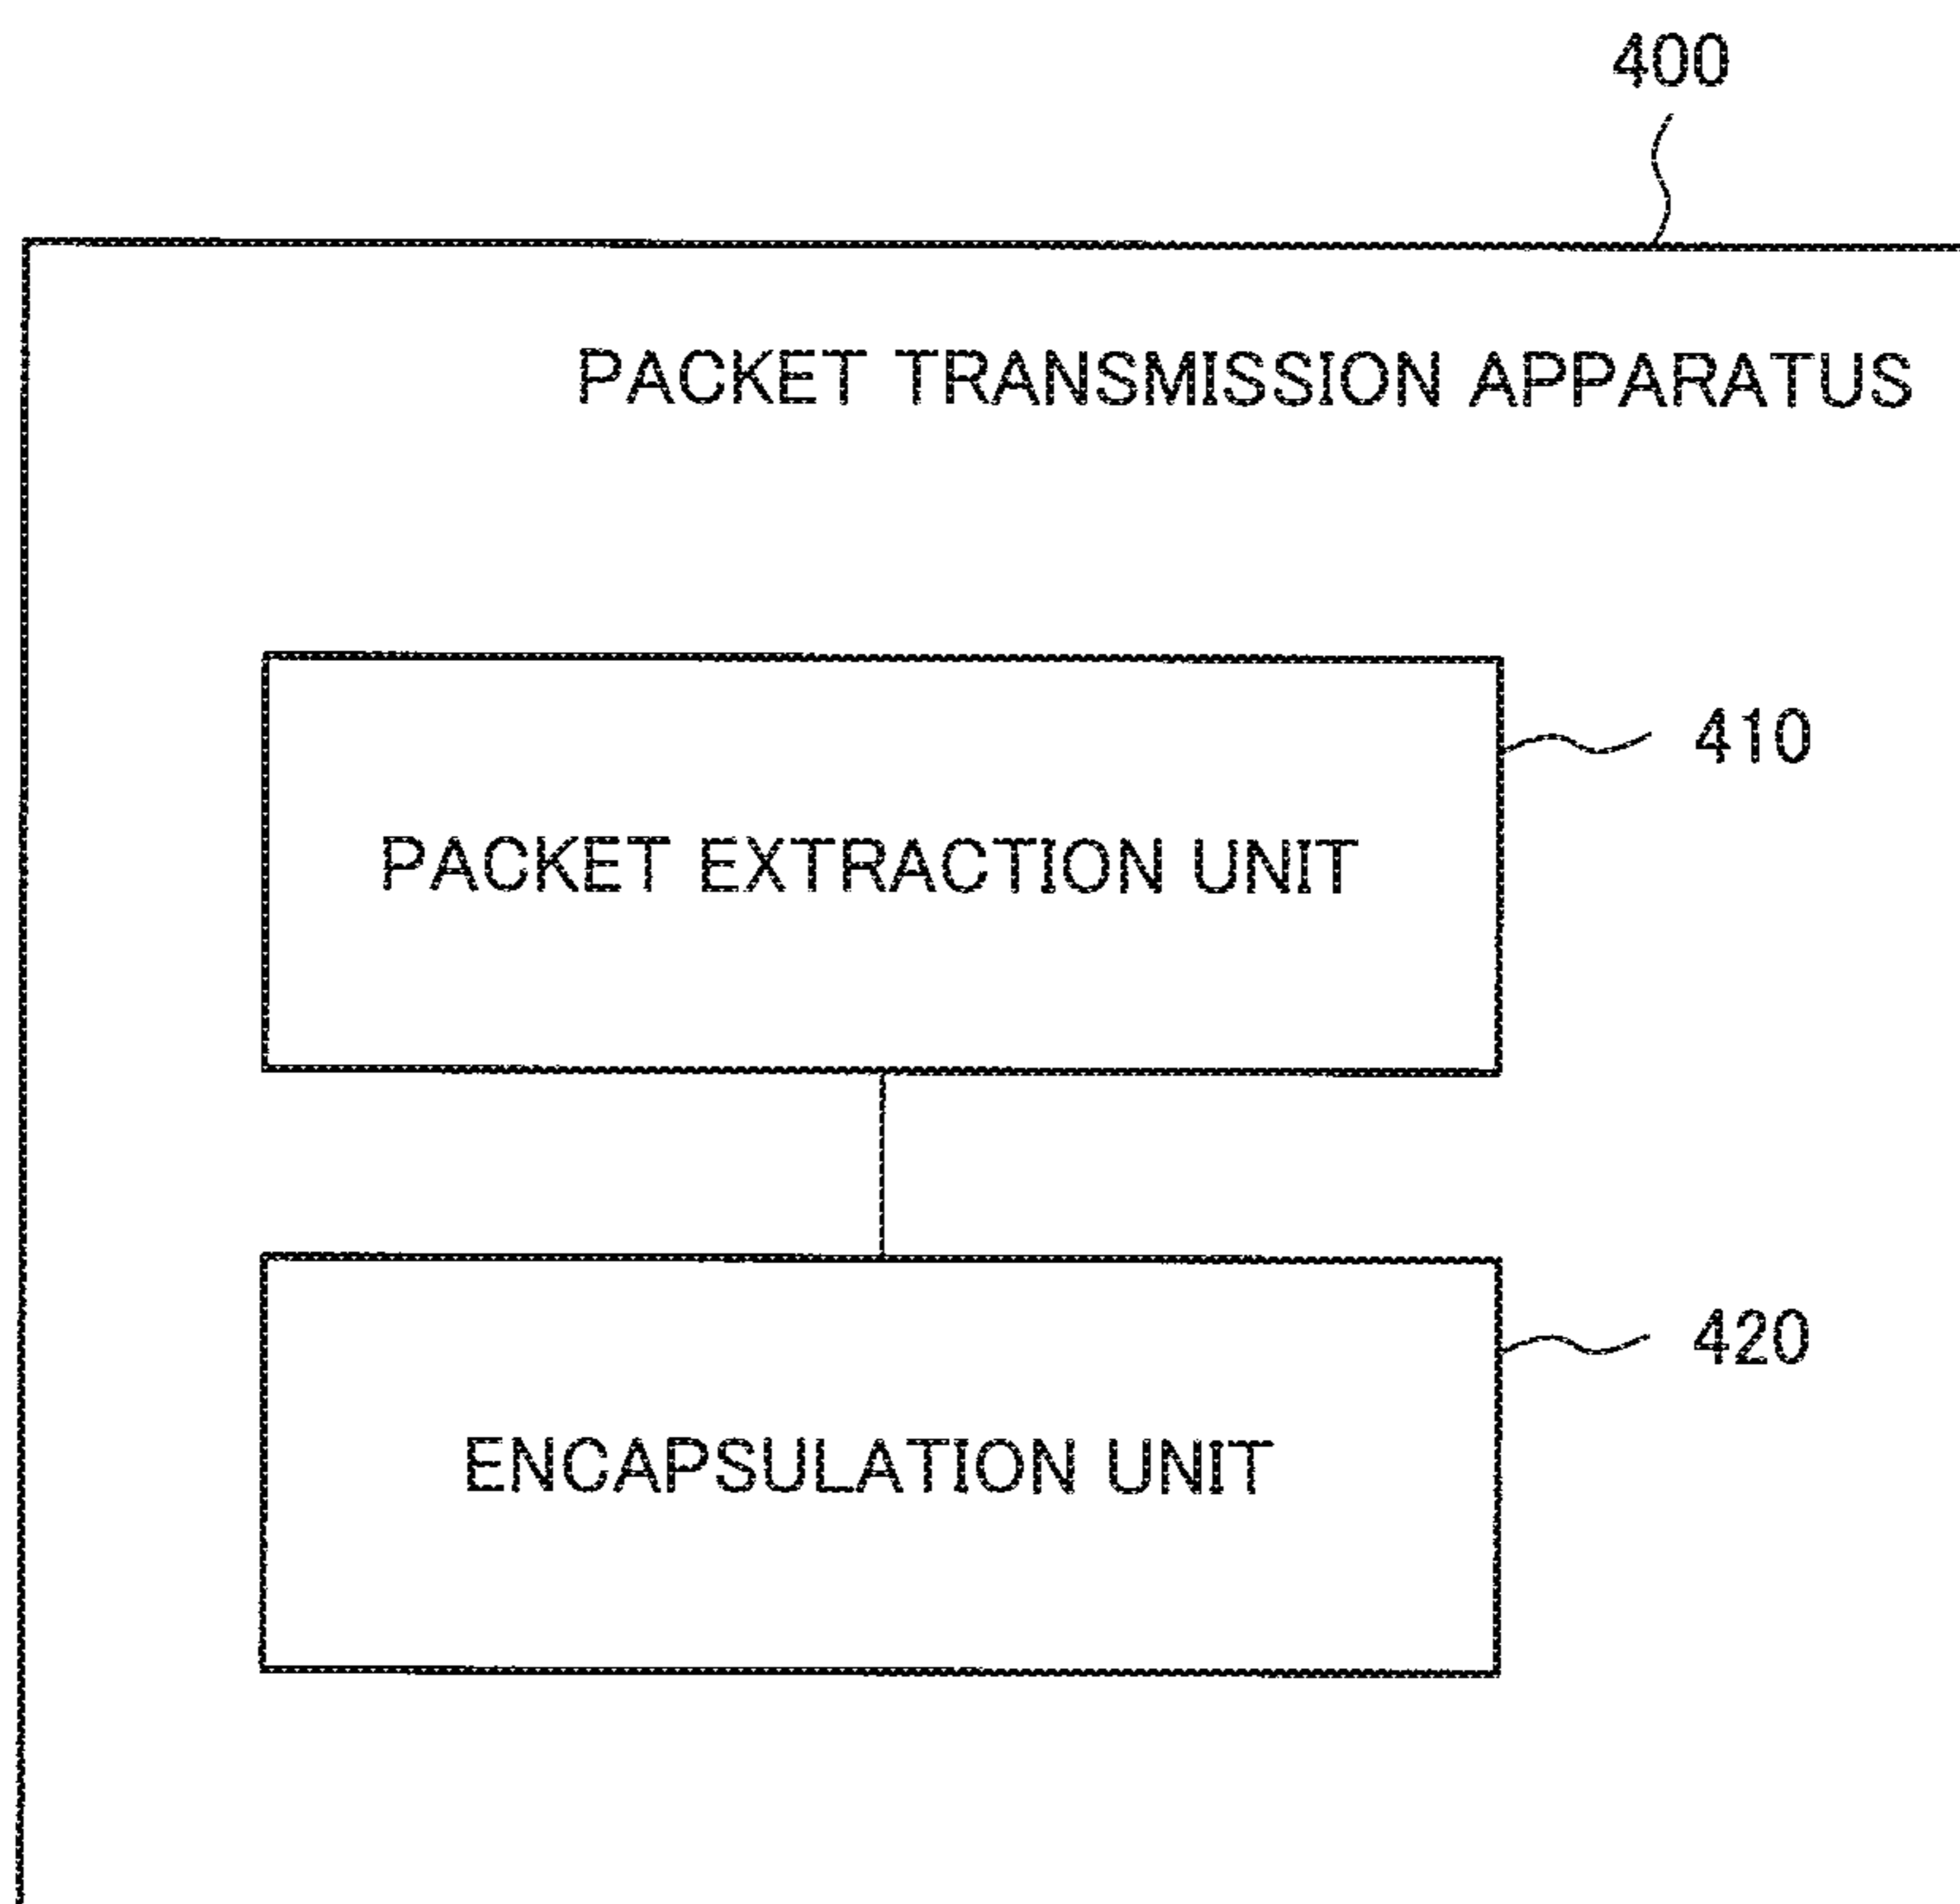 400
PACKET TRANSMISSION APPARATUS
410
PACKET EXTRACTION UNIT
420
ENCAPSULATION UNIT